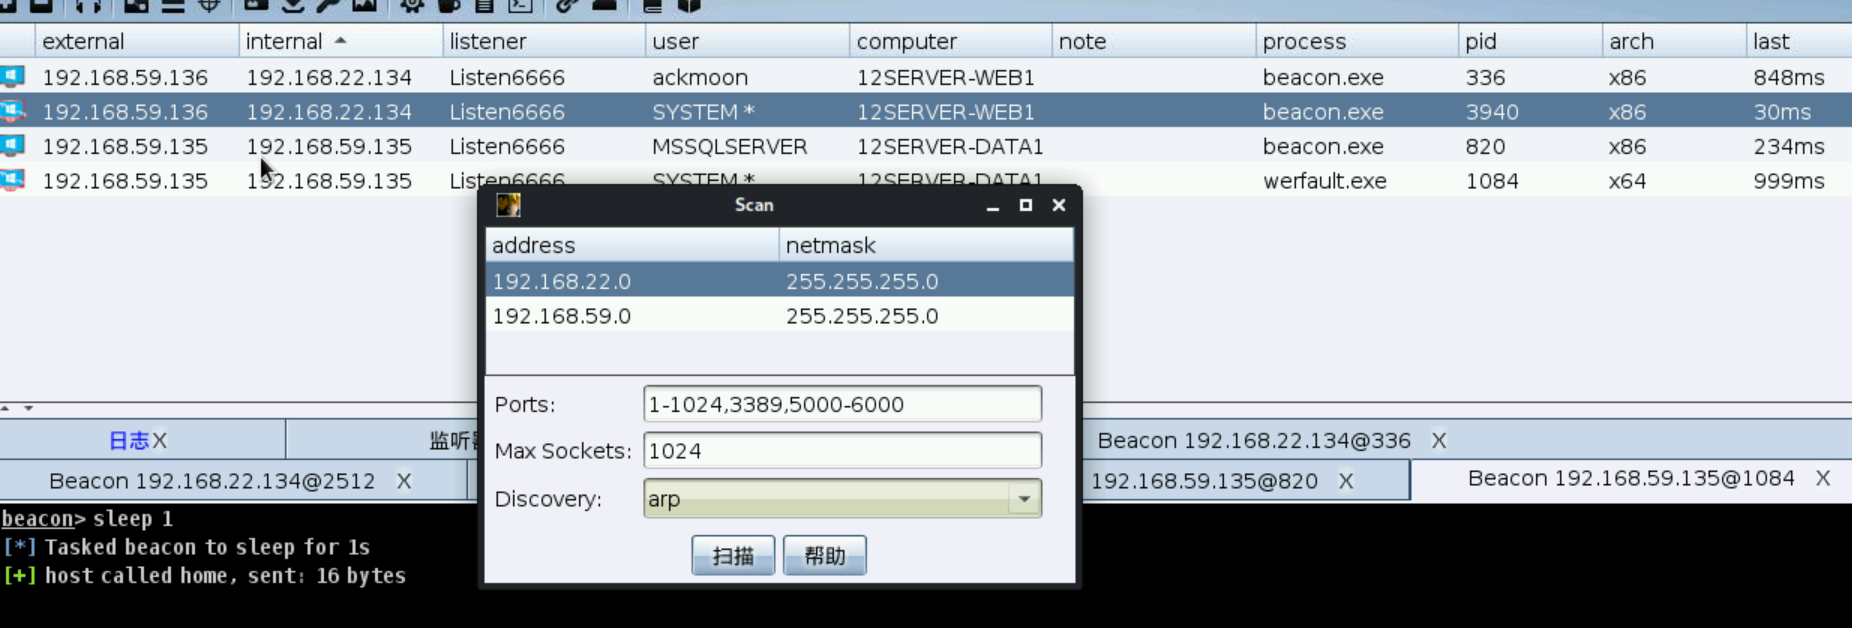 external internal listener user computer note process pid arch last
192.168.59.136 192.168.22.134 Listen6666 ackmoon 12SERVER-WEB1 beacon.exe 336 x86 848ms
192.168.59.136 192.168.22.134 Listen6666 SYSTEM * 12SERVER-WEB1 beacon.exe 3940 x86 30ms
192.168.59.135 192.168.59.135 Listen6666 MSSQLSERVER 12SERVER-DATA1 beacon.exe 820 x86 234ms
192.168.59.135 192.168.59.135 Listen6666 SYSTEM * 12SERVER-DATA1 werfault.exe 1084 x64 999ms
Scan
address netmask
192.168.22.0 255.255.255.0
192.168.59.0 255.255.255.0
Ports: 1-1024,3389,5000-6000
Max Sockets: 1024
Discovery: arp
扫描 帮助
日志X 监听 Beacon 192.168.22.134@336 X
Beacon 192.168.22.134@2512 X 192.168.59.135@820 X Beacon 192.168.59.135@1084 X
beacon> sleep 1
[*] Tasked beacon to sleep for 1s
[+] host called home, sent: 16 bytes